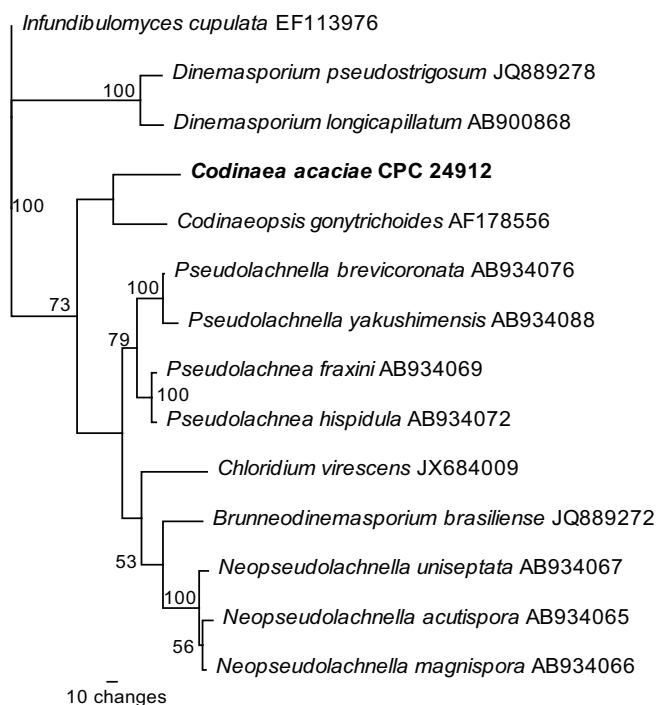 Infundibulomyces cupulata EF113976
100
Dinemasporium pseudostrigosum JQ889278
Dinemasporium longicapillatum AB900868
Codinaea acaciae CPC 24912
100
Codinaeopsis gonytrichoides AF178556
Pseudolachnella brevicoronata AB934076
100
73
Pseudolachnella yakushimensis AB934088
79
Pseudolachnea fraxini AB934069
100
Pseudolachnea hispidula AB934072
Chloridium virescens JX684009
Brunneodinemasporium brasiliense JQ889272
53
Neopseudolachnella uniseptata AB934067
100
Neopseudolachnella acutispora AB934065
56
Neopseudolachnella magnispora AB934066
10 changes